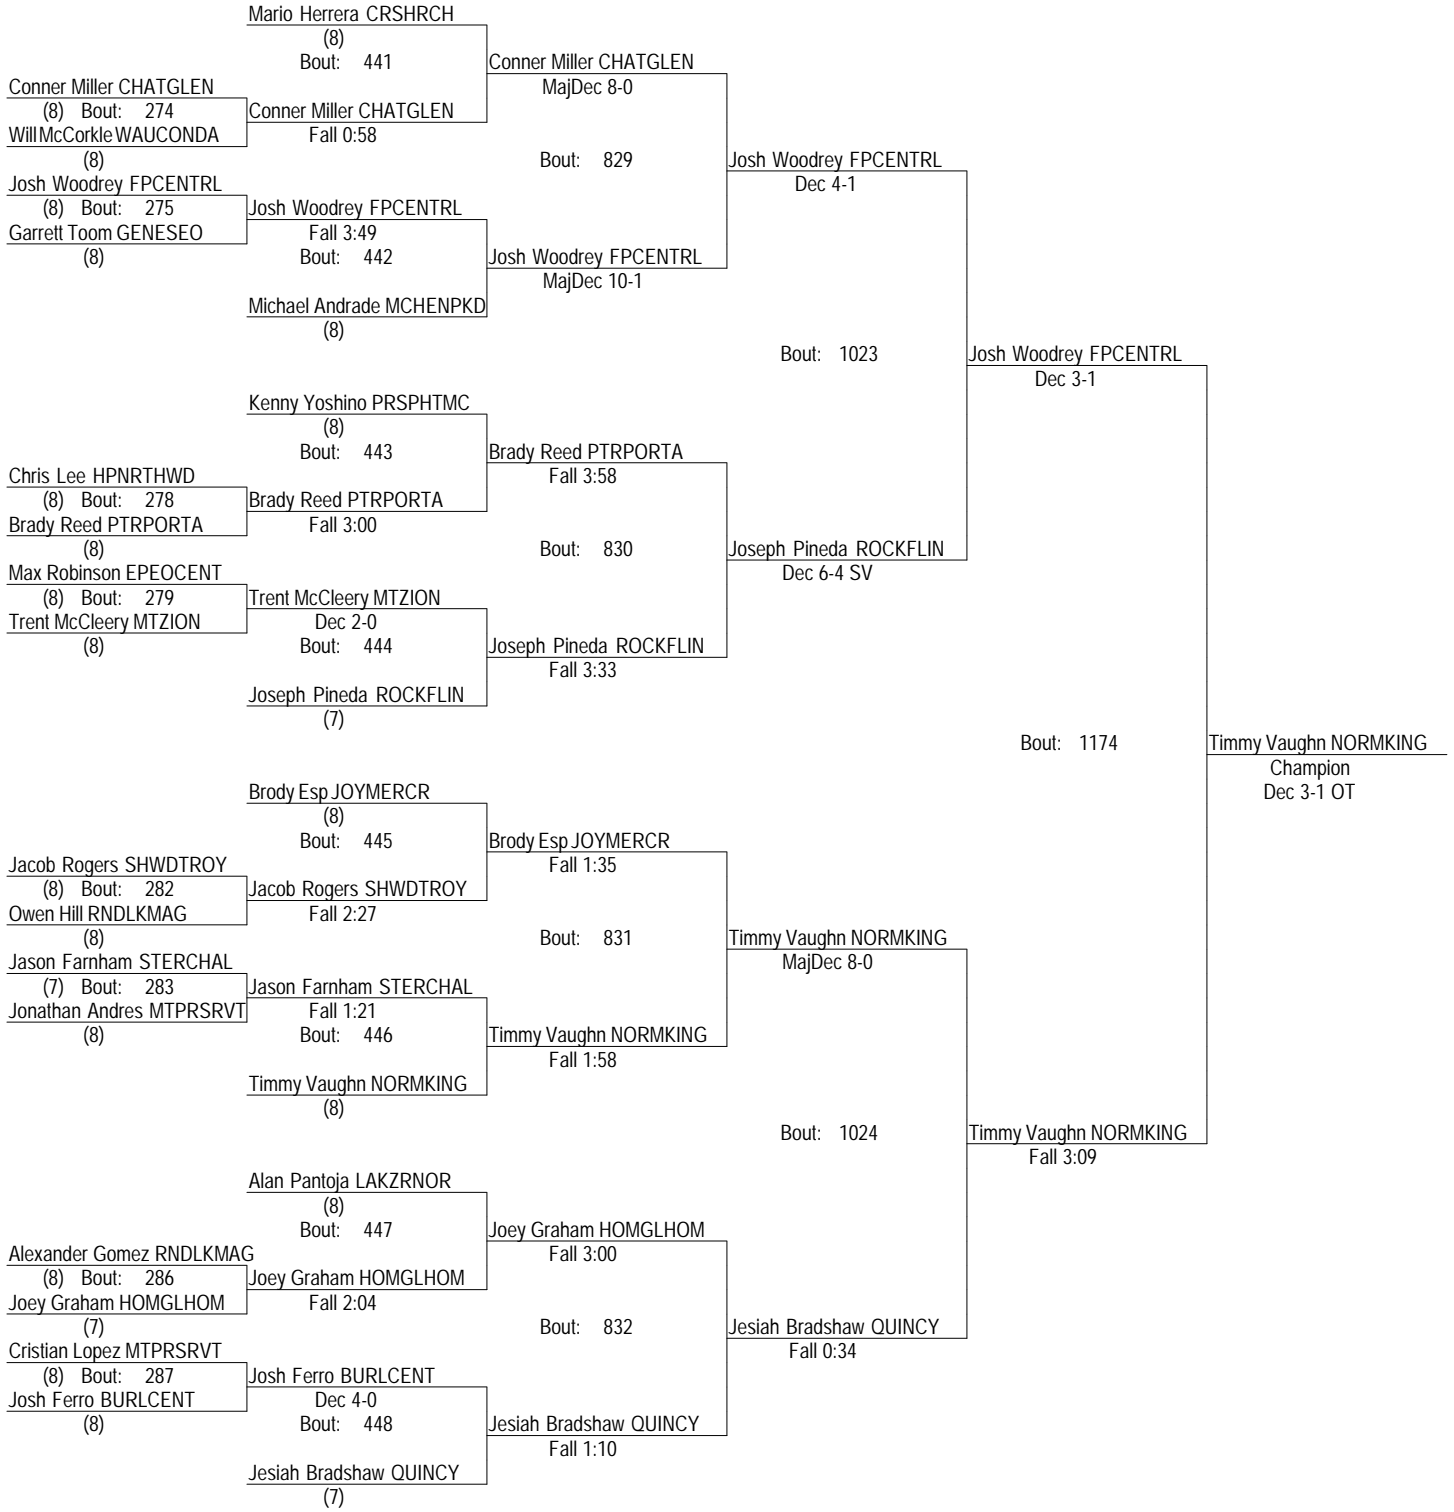 Mario Herrera CRSHRCH
(8)
Bout: 441
Conner Miller CHATGLEN
MajDec 8-0
Conner Miller CHATGLEN
(8) Bout: 274
Conner Miller CHATGLEN
Will McCorkle WAUCONDA
Fall 0:58
(8)
Bout: 829
Josh Woodrey FPCENTRL
Dec 4-1
Josh Woodrey FPCENTRL
(8) Bout: 275
Josh Woodrey FPCENTRL
Garrett Toom GENESEO
Fall 3:49
(8)
Bout: 442
Josh Woodrey FPCENTRL
MajDec 10-1
Michael Andrade MCHENPKD
(8)
Bout: 1023
Josh Woodrey FPCENTRL
Dec 3-1
Kenny Yoshino PRSPHTMC
(8)
Bout: 443
Brady Reed PTRPORTA
Fall 3:58
Chris Lee HPNRTHWD
(8) Bout: 278
Brady Reed PTRPORTA
Brady Reed PTRPORTA
Fall 3:00
(8)
Bout: 830
Joseph Pineda ROCKFLIN
Dec 6-4 SV
Max Robinson EPEOCENT
(8) Bout: 279
Trent McCleery MTZION
Trent McCleery MTZION
Dec 2-0
(8)
Bout: 444
Joseph Pineda ROCKFLIN
Fall 3:33
Joseph Pineda ROCKFLIN
(7)
Bout: 1174
Timmy Vaughn NORMKING
Champion
Dec 3-1 OT
Brody Esp JOYMERCR
(8)
Bout: 445
Brody Esp JOYMERCR
Fall 1:35
Jacob Rogers SHWDTROY
(8) Bout: 282
Jacob Rogers SHWDTROY
Owen Hill RNDLKMAG
Fall 2:27
(8)
Bout: 831
Timmy Vaughn NORMKING
MajDec 8-0
Jason Farnham STERCHAL
(7) Bout: 283
Jason Farnham STERCHAL
Jonathan Andres MTPRSRVT
Fall 1:21
(8)
Bout: 446
Timmy Vaughn NORMKING
Fall 1:58
Timmy Vaughn NORMKING
(8)
Bout: 1024
Timmy Vaughn NORMKING
Fall 3:09
Alan Pantoja LAKZRNOR
(8)
Bout: 447
Joey Graham HOMGLHOM
Fall 3:00
Alexander Gomez RNDLKMAG
(8) Bout: 286
Joey Graham HOMGLHOM
Joey Graham HOMGLHOM
Fall 2:04
(7)
Bout: 832
Jesiah Bradshaw QUINCY
Fall 0:34
Cristian Lopez MTPRSRVT
(8) Bout: 287
Josh Ferro BURLCENT
Josh Ferro BURLCENT
Dec 4-0
(8)
Bout: 448
Jesiah Bradshaw QUINCY
Fall 1:10
Jesiah Bradshaw QUINCY
(7)